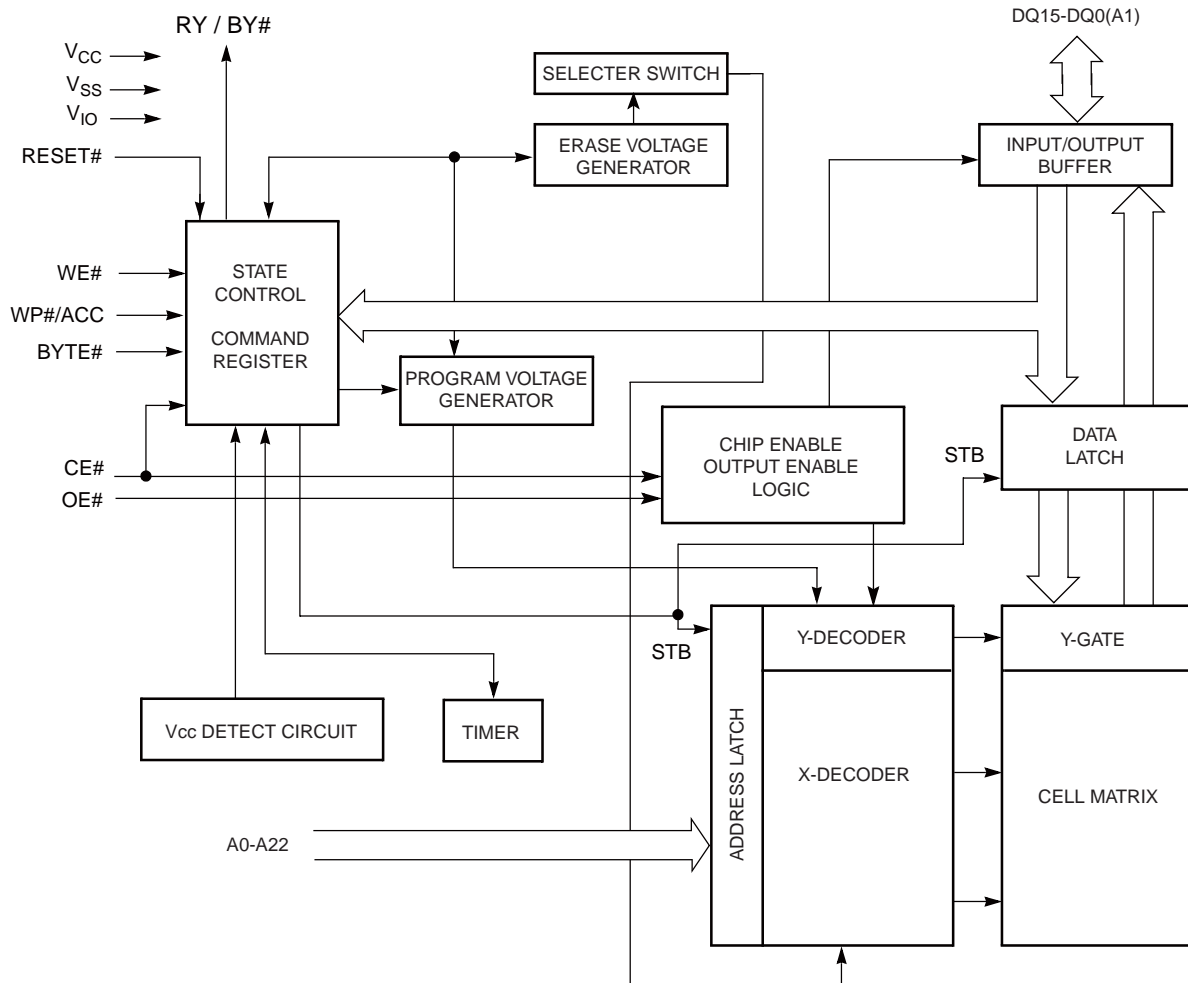 RY / BY#
DQ15-DQ0(A1)
VCC
VSS
VIO
RESET#
SELECTER SWITCH
ERASE VOLTAGE
GENERATOR
INPUT/OUTPUT
BUFFER
WE#
WP#/ACC
BYTE#
STATE
CONTROL
COMMAND
REGISTER
PROGRAM VOLTAGE
GENERATOR
CE#
OE#
CHIP ENABLE
OUTPUT ENABLE
LOGIC
STB
DATA
LATCH
STB
ADDRESS LATCH
Y-DECODER
Y-GATE
Vcc DETECT CIRCUIT
TIMER
X-DECODER
CELL MATRIX
A0-A22